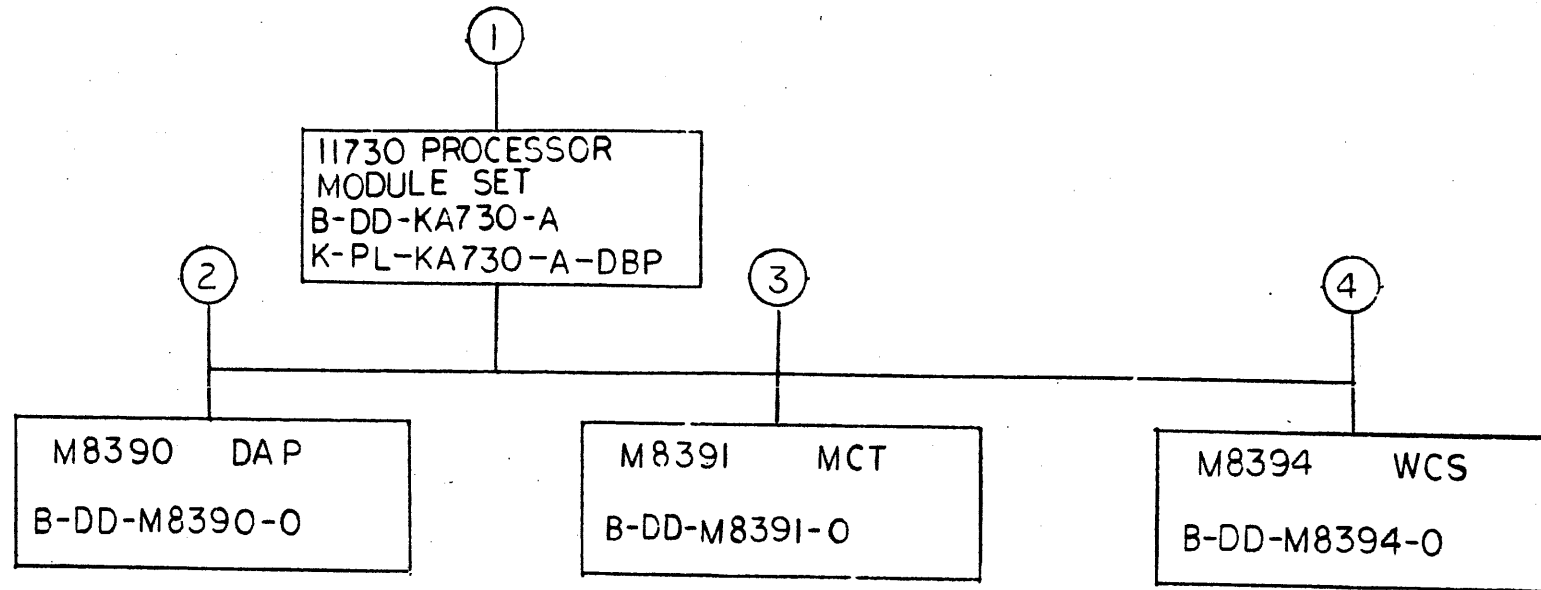 1
11730 PROCESSOR
MODULE SET
B-DD-KA730-A
K-PL-KA730-A-DBP
2
3
4
M8390 DAP
B-DD-M8390-0
M8391 MCT
B-DD-M8391-0
M8394 WCS
B-DD-M8394-0